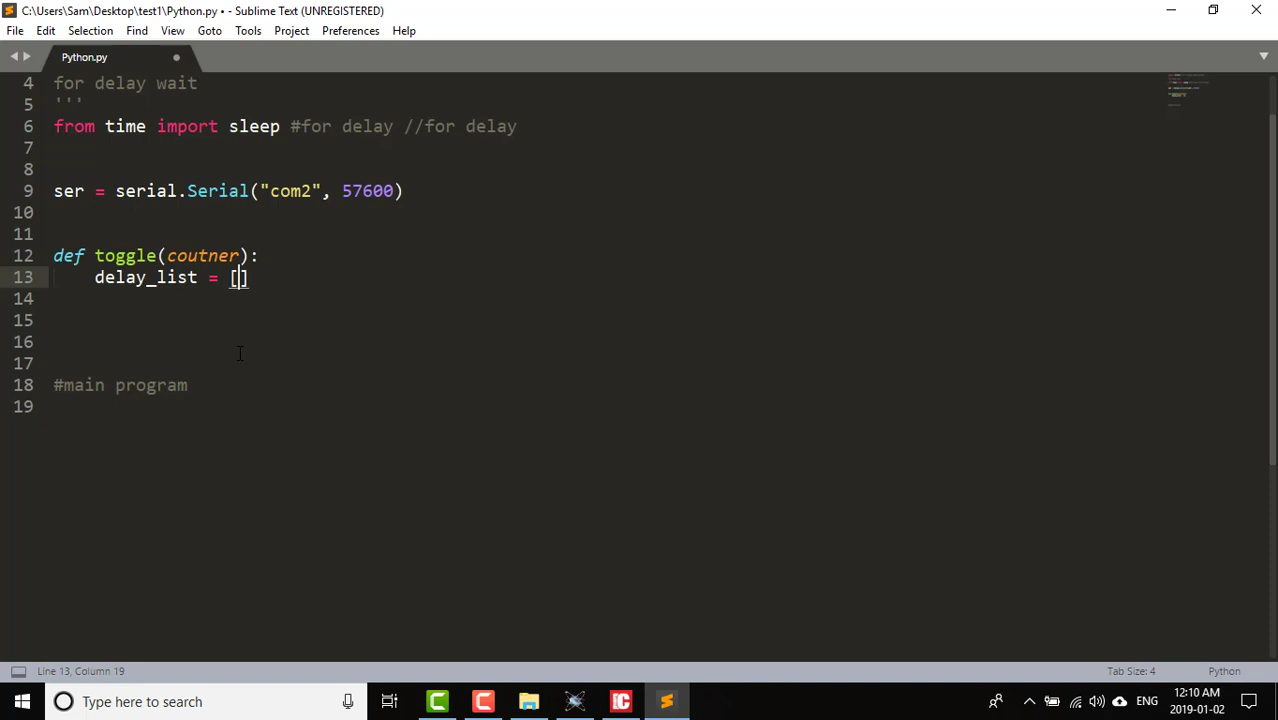 C:\Users\Sam\Desktop\test1\Python.py • - Sublime Text (UNREGISTERED)
File Edit Selection Find View Goto Tools Project Preferences Help
Python.py
4 for delay wait
5 '''
6 from time import sleep #for delay //for delay
7
8
9 ser = serial.Serial("com2", 57600)
10
11
12 def toggle(coutner):
13 delay_list = []
14
15
16
17
18 #main program
19
Line 13, Column 19 Tab Size: 4 Python
Type here to search ENG 12:10 AM
2019-01-02